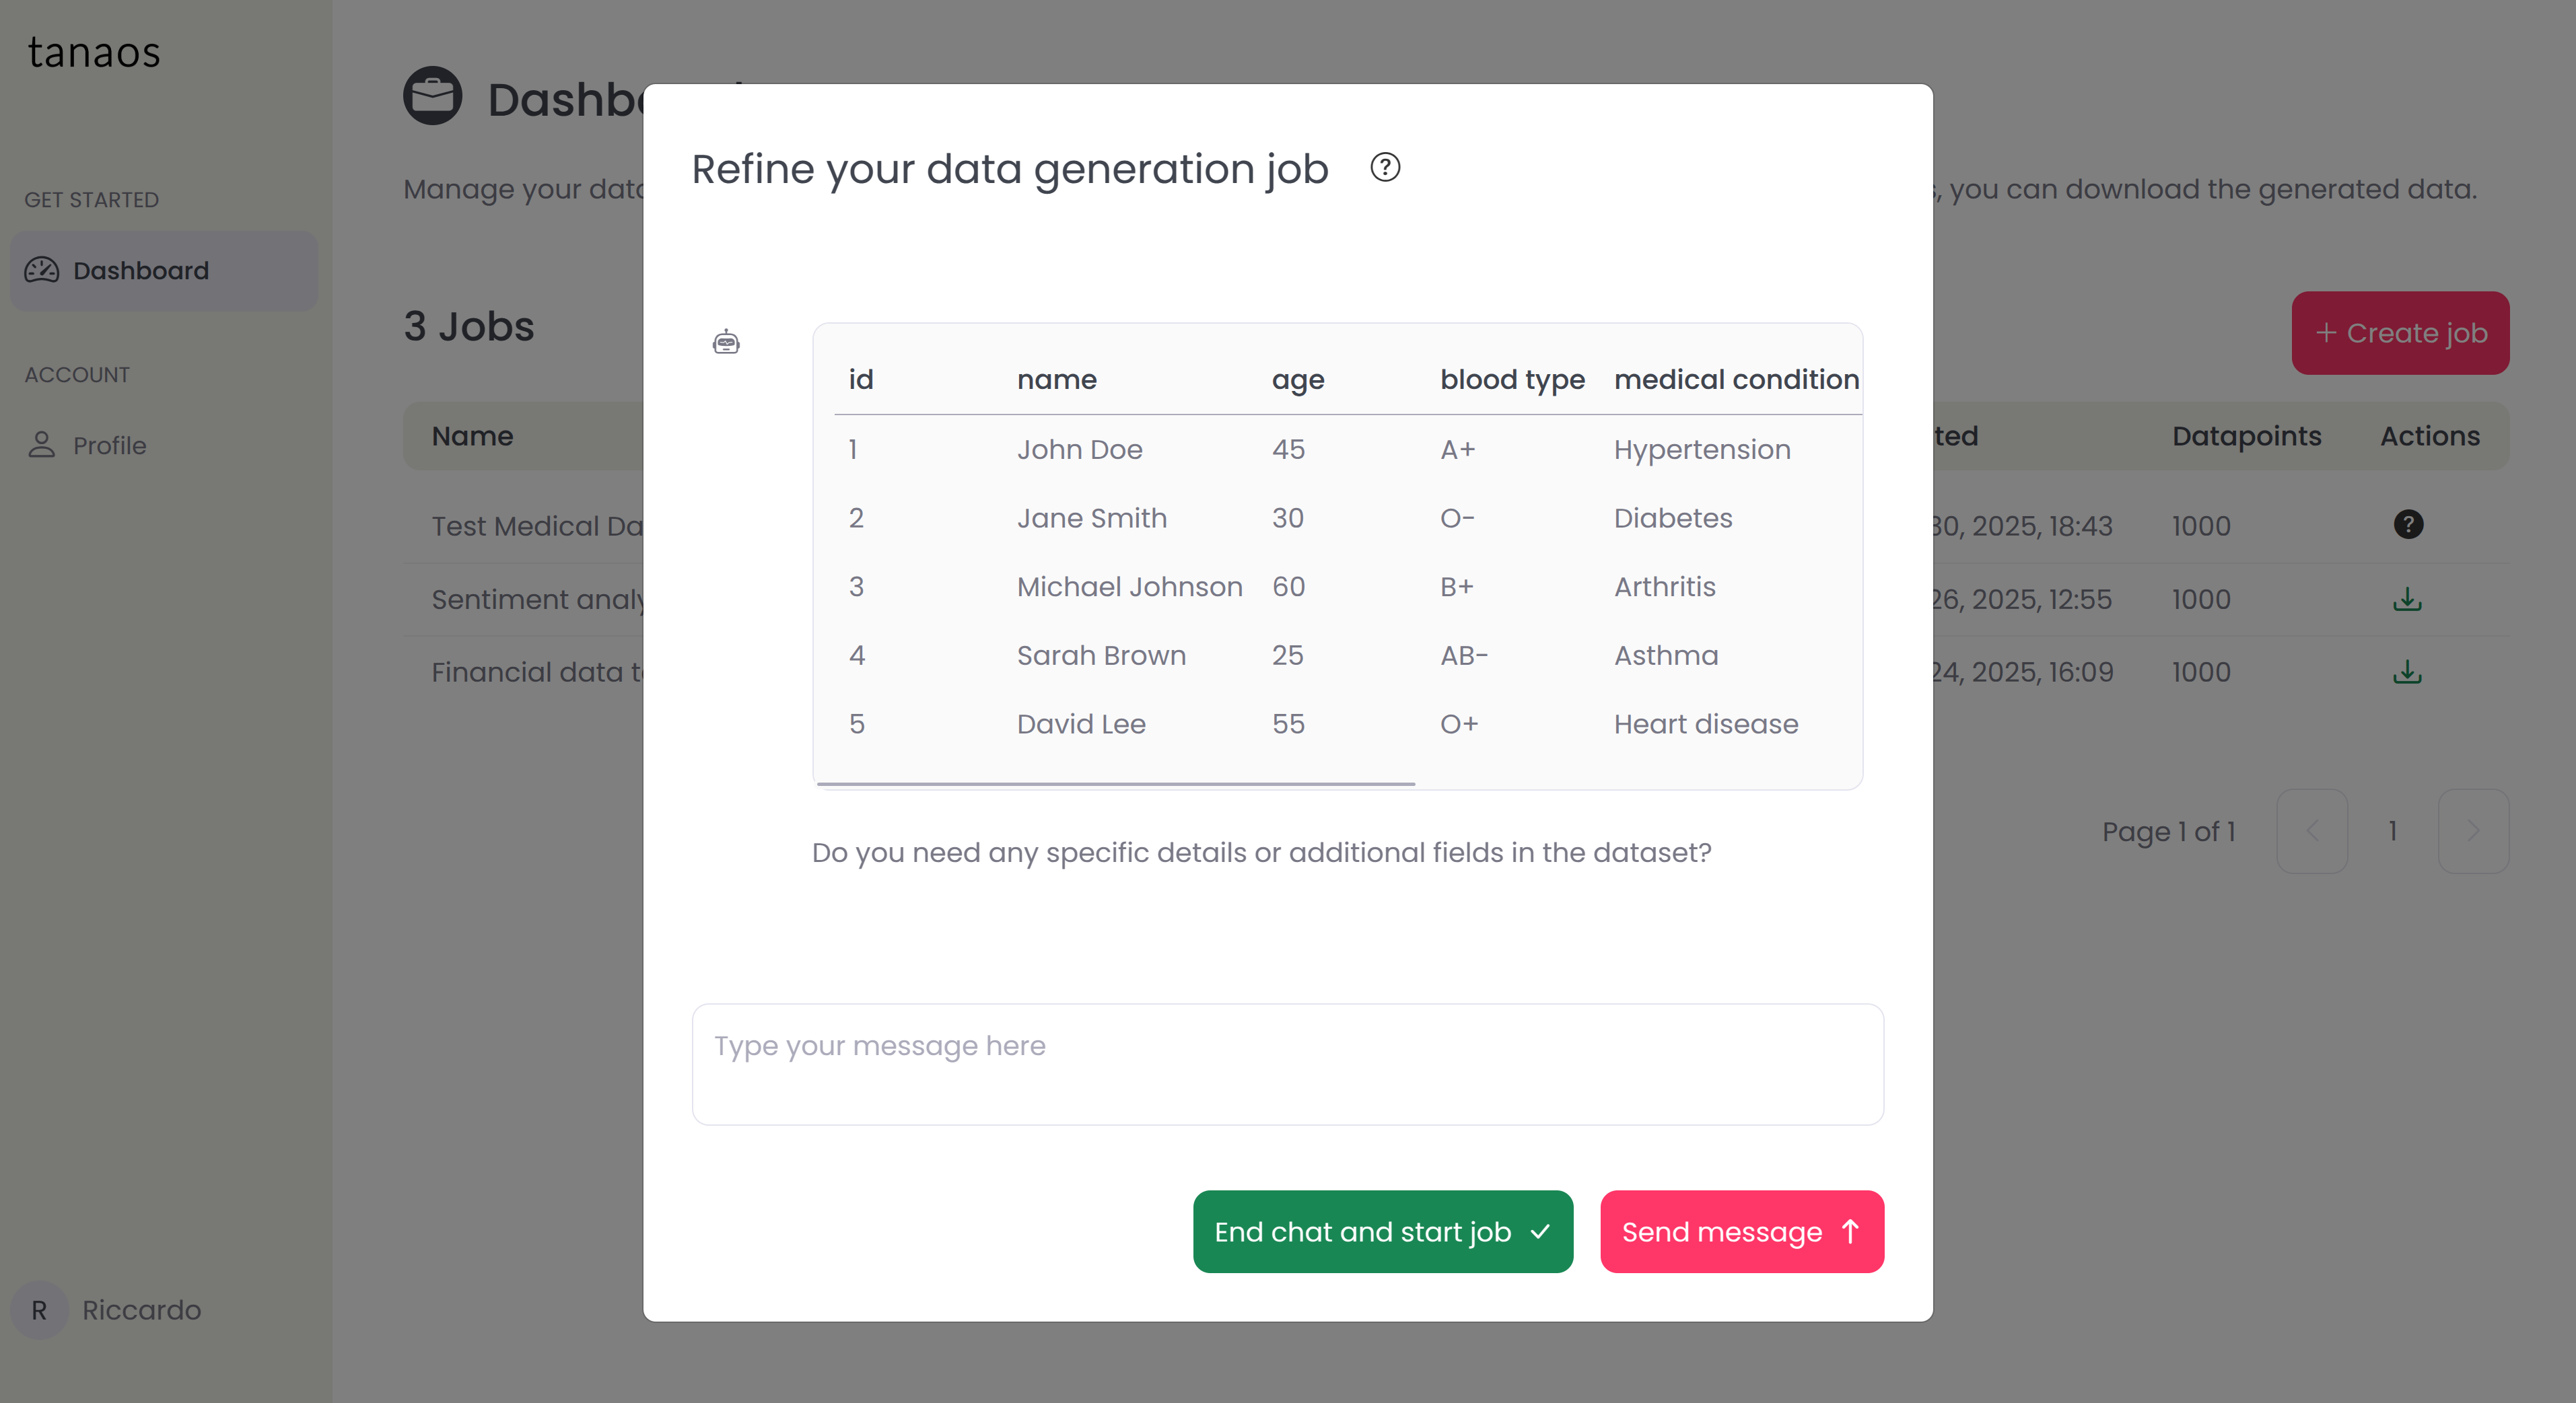 tanaos
GET STARTED
Dashboard
ACCOUNT
Profile
R Riccardo
Manage your
, you can download the generated data.
3 Jobs
+ Create job
Name Datapoints Actions
Test Medical
30, 2025, 18:43 1000 ?
Sentiment
26, 2025, 12:55 1000
Financial data
24, 2025, 16:09 1000
Page 1 of 1 1
Refine your data generation job ?
id name age blood type medical condition
1 John Doe 45 A+ Hypertension
2 Jane Smith 30 O- Diabetes
3 Michael Johnson 60 B+ Arthritis
4 Sarah Brown 25 AB- Asthma
5 David Lee 55 O+ Heart disease
Do you need any specific details or additional fields in the dataset?
Type your message here
End chat and start job
Send message